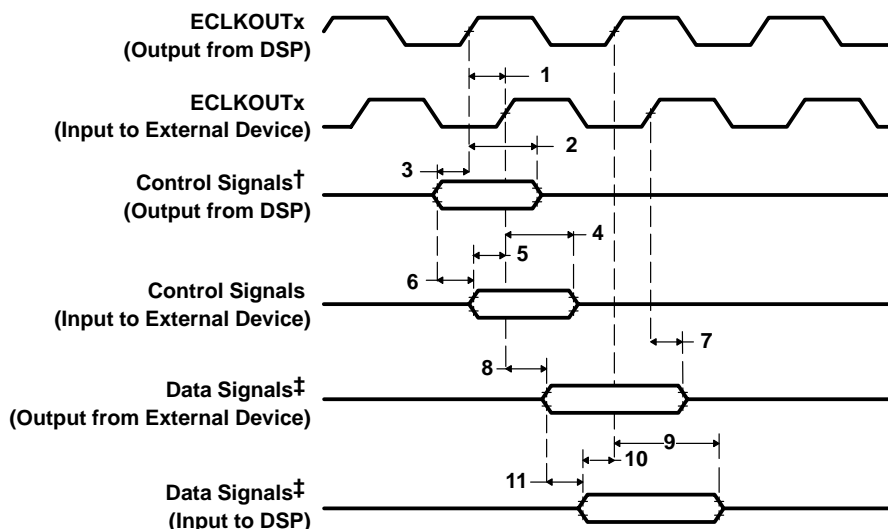 ECLKOUTx
(Output from DSP)
1
ECLKOUTx
(Input to External Device)
2
3
Control Signals†
(Output from DSP)
4
5
6
Control Signals
(Input to External Device)
7
8
Data Signals‡
(Output from External Device)
9
10
11
Data Signals‡
(Input to DSP)